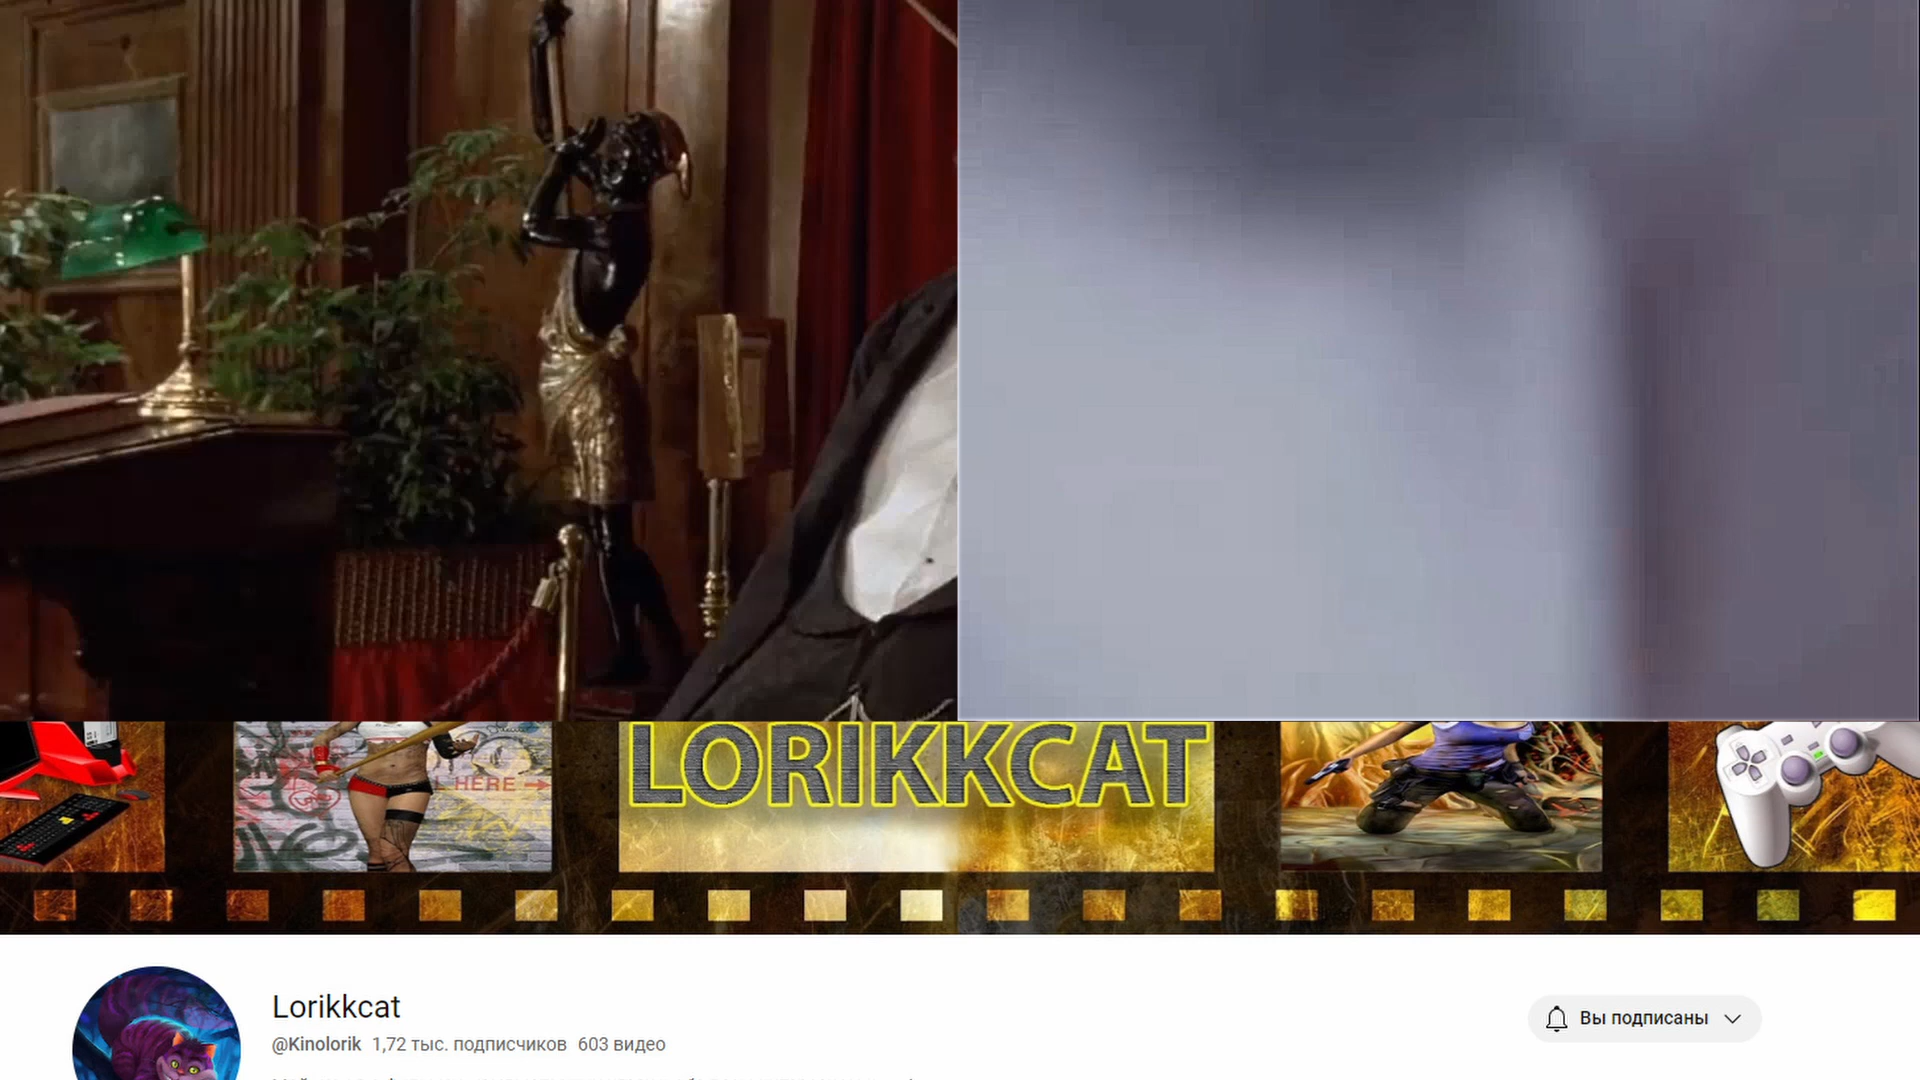 HERE
LORIKKCAT
Lorikkcat
@Kinolorik 1,72 тыс. подписчиков 603 видео
Вы подписаны